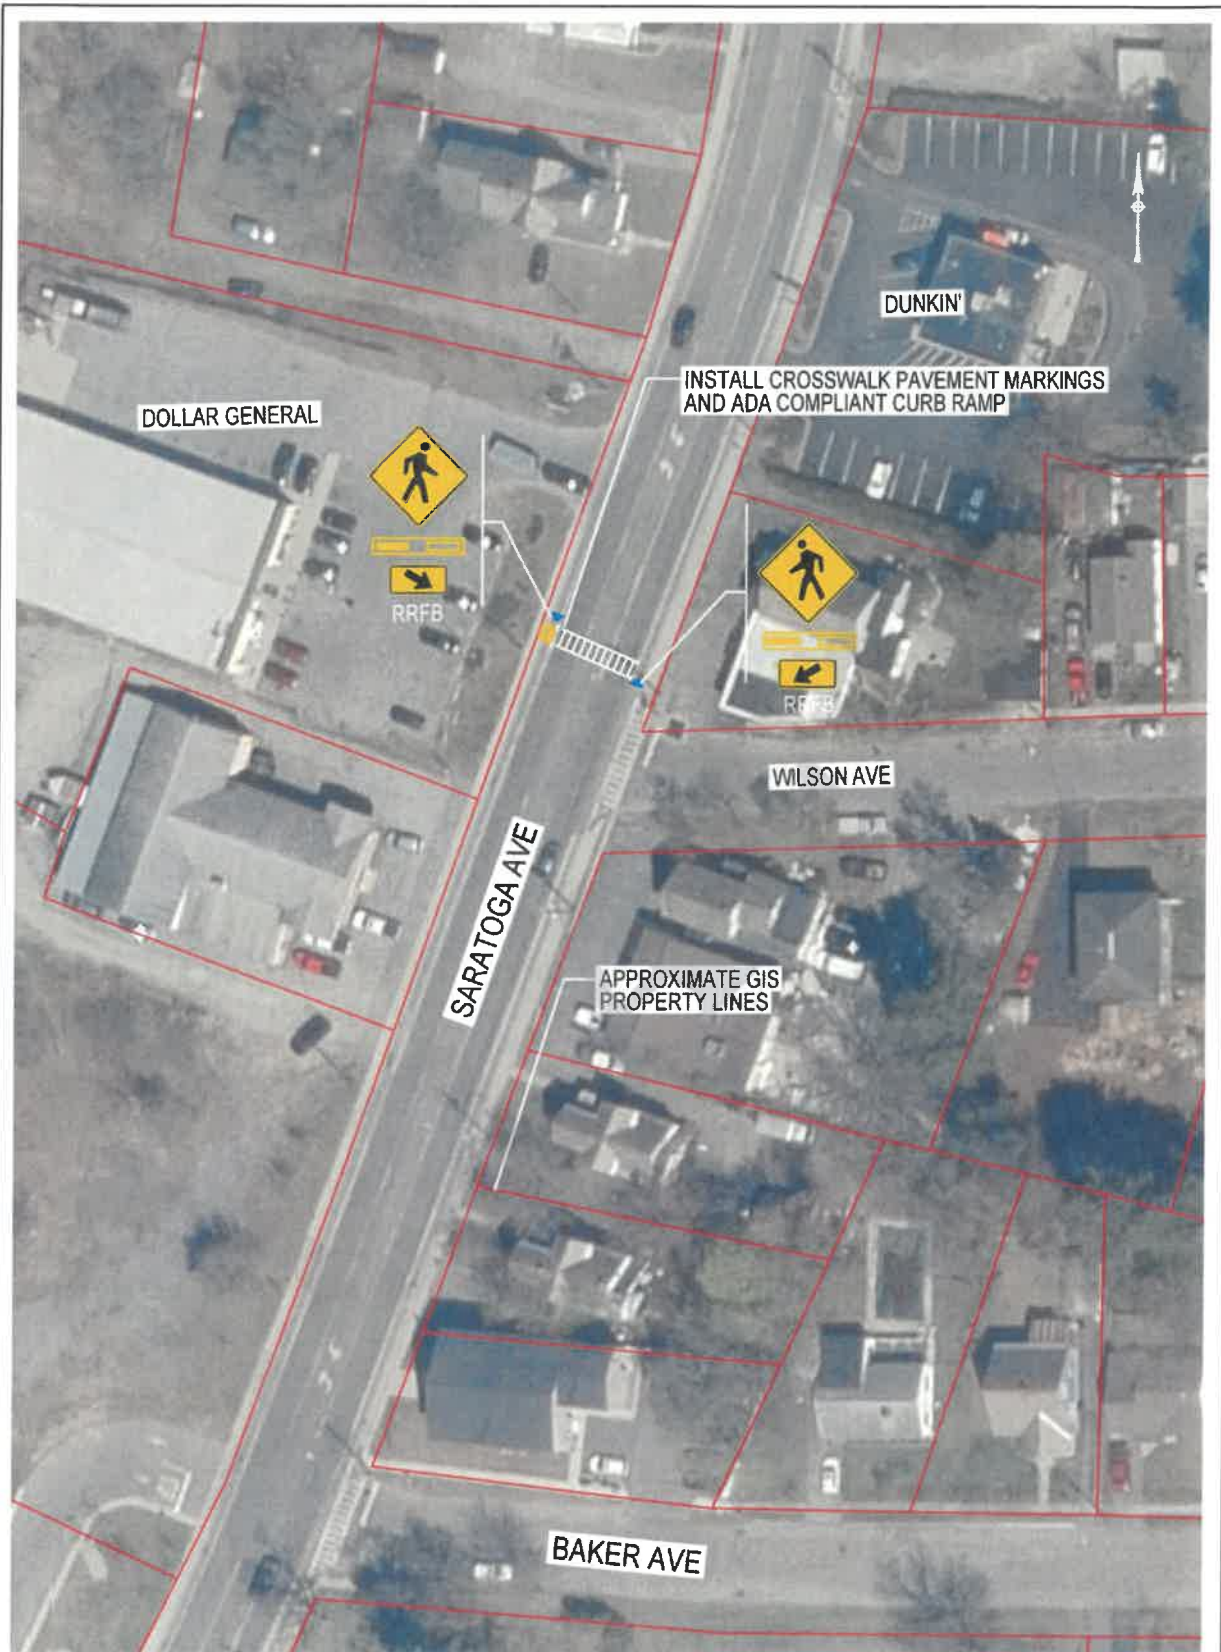 DUNKIN'
INSTALL CROSSWALK PAVEMENT MARKINGS
AND ADA COMPLIANT CURB RAMP
DOLLAR GENERAL
RRFB
RRFB
WILSON AVE
SARATOGA AVE
APPROXIMATE GIS
PROPERTY LINES
BAKER AVE